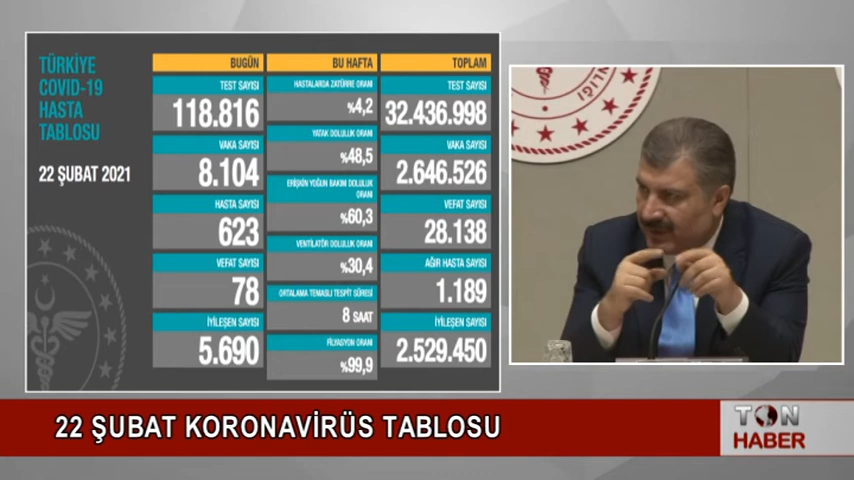 TÜRKİYE
COVID-19
HASTA
TABLOSU
22 ŞUBAT 2021
BUGÜN
TEST SAYISI
118.816
VAKA SAYISI
8.104
HASTA SAYISI
623
VEFAT SAYISI
78
İYİLEŞEN SAYISI
5.690
BU HAFTA
HASTALARDA ZATÜRRE ORANI
%4,2
YATAK DOLULUK ORANI
%48,5
ERİŞKİN YOĞUN BAKIM DOLULUK
ORANI
%60,3
VENTİLATÖR DOLULUK ORANI
%30,4
ORTALAMA TEMASLI TESPİT SÜRESİ
8 SAAT
FİLYASYON ORANI
%99,9
TOPLAM
TEST SAYISI
32.436.998
VAKA SAYISI
2.646.526
VEFAT SAYISI
28.138
AĞIR HASTA SAYISI
1.189
İYİLEŞEN SAYISI
2.529.450
NLIĞI
22 ŞUBAT KORONAVİRÜS TABLOSU
TON
HABER